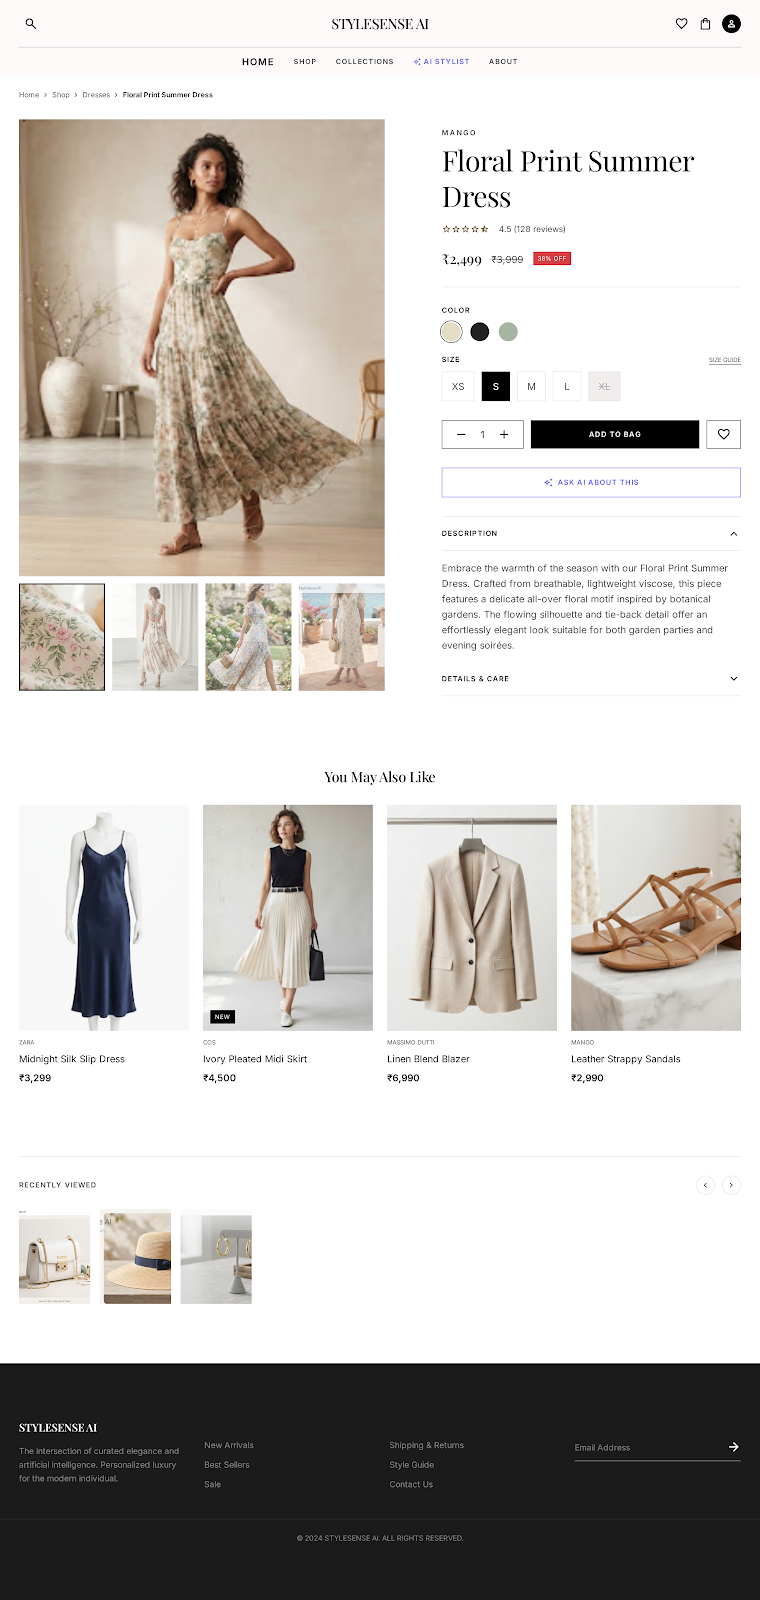 STYLESENSE AI
HOME
SHOP
COLLECTIONS
AI STYLIST
ABOUT
Home › Shop › Dresses › Floral Print Summer Dress
MANGO
Floral Print Summer
Dress
4.5 (128 reviews)
₹2,499 ₹3,999 38% OFF
COLOR
SIZE
SIZE GUIDE
XS S M L XL
1
ADD TO BAG
ASK AI ABOUT THIS
DESCRIPTION
Embrace the warmth of the season with our Floral Print Summer
Dress. Crafted from breathable, lightweight viscose, this piece
features a delicate all-over floral motif inspired by botanical
gardens. The flowing silhouette and tie-back detail offer an
effortlessly elegant look suitable for both garden parties and
evening soirées.
DETAILS & CARE
You May Also Like
NEW
ZARA
Midnight Silk Slip Dress
₹3,299
COS
Ivory Pleated Midi Skirt
₹4,500
MASSIMO DUTTI
Linen Blend Blazer
₹6,990
MANGO
Leather Strappy Sandals
₹2,990
RECENTLY VIEWED
STYLESENSE AI
The intersection of curated elegance and
artificial intelligence. Personalized luxury
for the modern individual.
New Arrivals
Best Sellers
Sale
Shipping & Returns
Style Guide
Contact Us
Email Address
© 2024 STYLESENSE AI. ALL RIGHTS RESERVED.